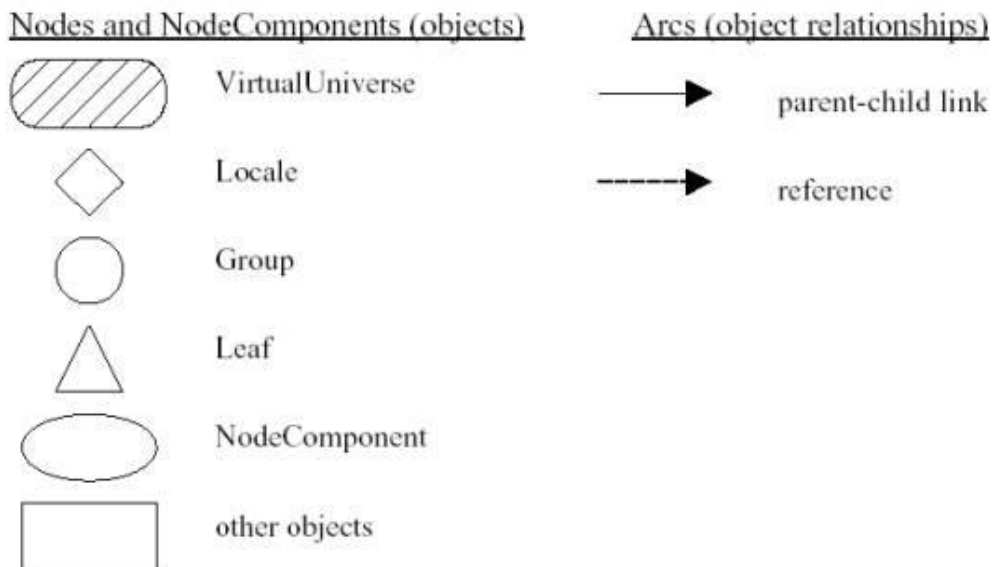 Nodes and NodeComponents (objects)
Arcs (object relationships)
VirtualUniverse
parent-child link
Locale
reference
Group
Leaf
NodeComponent
other objects